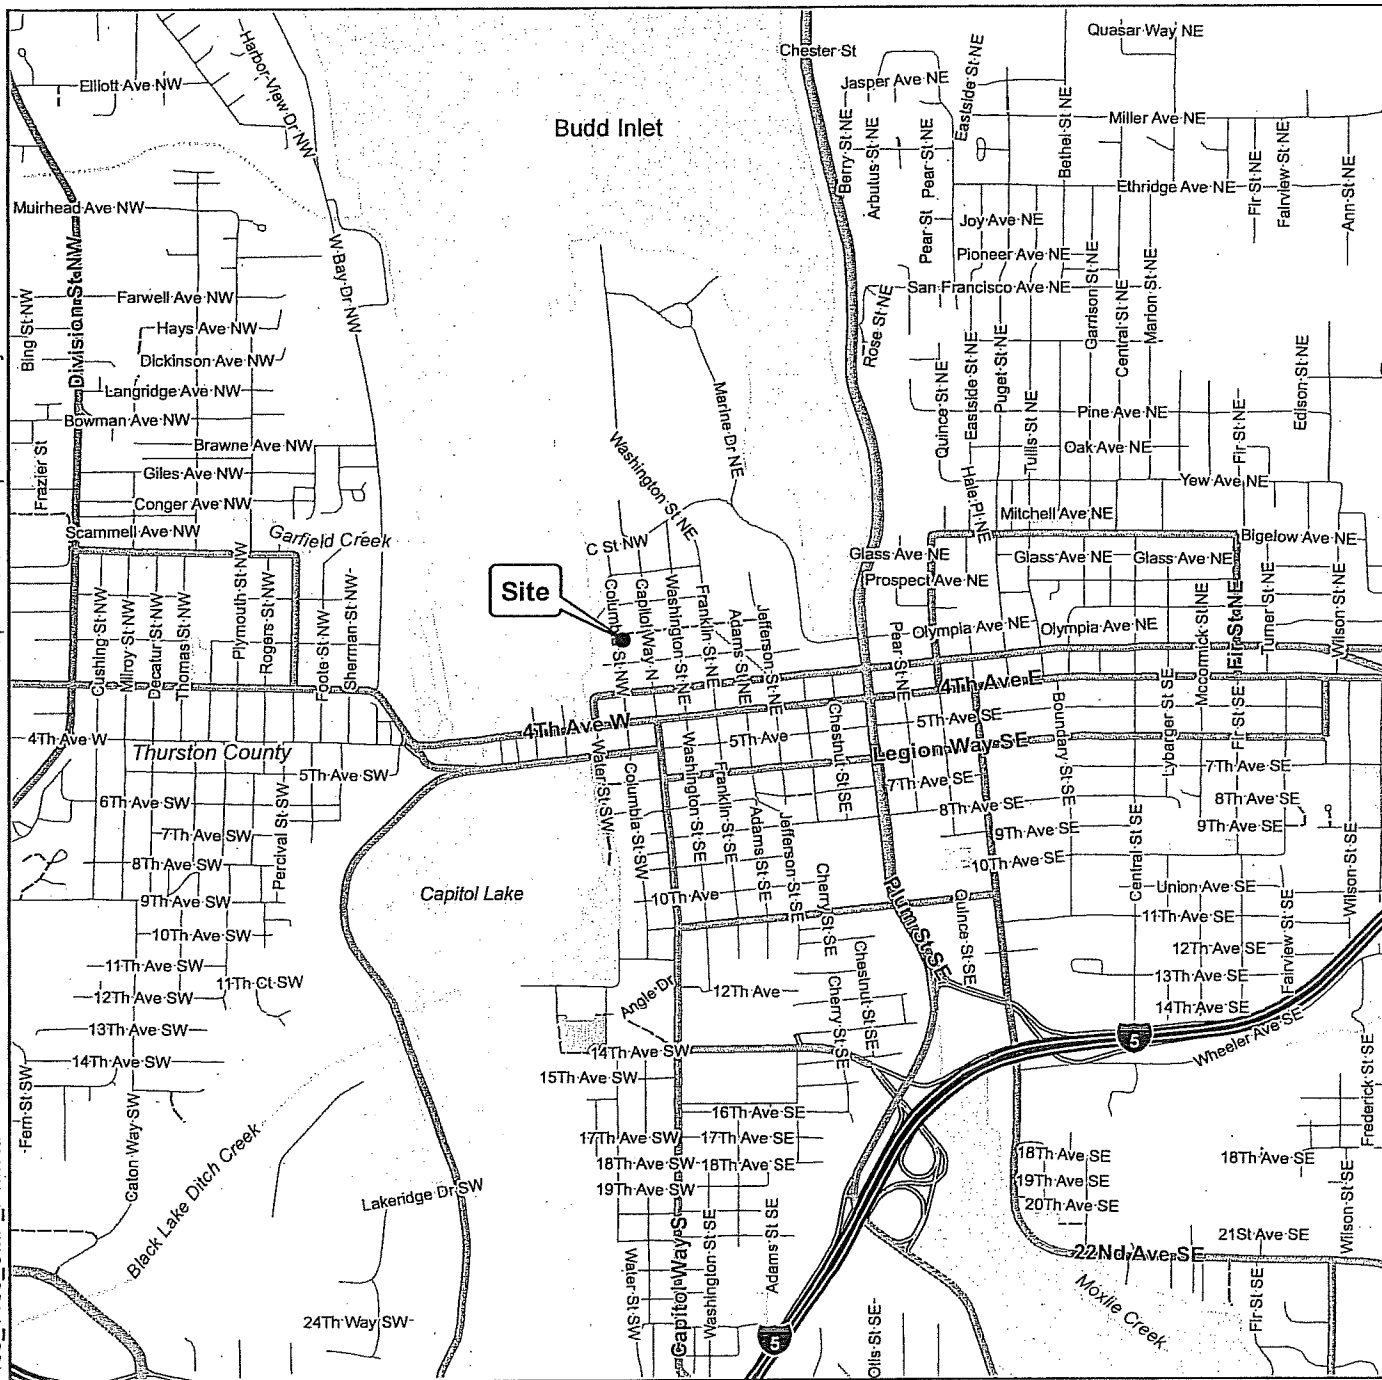 Chester St
Quasar Way NE
Elliott Ave NW
Harbor View Dr NW
Budd Inlet
Jasper Ave NE
Eastside St NE
Bethel St NE
Miller Ave NE
Berry St NE
Arbutus St NE
Pear St NE
Ethridge Ave NE
Fir St NE
Fairview St NE
Ann St NE
Muirhead Ave NW
Division St NW
W Bay Dr NW
Pear St
Joy Ave NE
Pioneer Ave NE
San Francisco Ave NE
Bing St NW
Farwell Ave NW
Hays Ave NW
Dickinson Ave NW
Langridge Ave NW
Bowman Ave NW
Brawne Ave NW
Giles Ave NW
Conger Ave NW
Scammell Ave NW
Frazier St
Garfield Creek
Rose St NE
Garrison St NE
Central St NE
Marion St NE
Quince St NE
Eastside St NE
Puget St NE
Tullis St NE
Pine Ave NE
Oak Ave NE
Fir St NE
Edison St NE
Marine Dr NE
Washington St NE
Hale Pl NE
Yew Ave NE
Mitchell Ave NE
Bigelow Ave NE
C St NW
Glass Ave NE
Glass Ave NE
Glass Ave NE
Prospect Ave NE
Site
Columbia St NW
Capitol Way N
Washington St NE
Franklin St NE
Adams St NE
Jefferson St NE
Cushing St NW
Milroy St NW
Decatur St NW
Thomas St NW
Plymouth St NW
Rogers St NW
Foote St NW
Sherman St NW
Pear St NE
Olympia Ave NE
Olympia Ave NE
Mccormick St NE
Fir St NE
Turner St NE
Wilson St NE
4Th Ave W
4Th Ave W
4Th Ave E
Thurston County
5Th Ave SW
5Th Ave
5Th Ave SE
Legion Way SE
Chestnut St SE
Boundary St SE
Lybarger St SE
Fir St SE
7Th Ave SE
7Th Ave SE
6Th Ave SW
7Th Ave SW
8Th Ave SW
9Th Ave SW
10Th Ave SW
11Th Ave SW
11Th Ct SW
12Th Ave SW
13Th Ave SW
14Th Ave SW
Percival St SW
Water St SW
Columbia St SW
Washington St SE
Franklin St SE
Adams St SE
Jefferson St SE
Cherry St SE
8Th Ave SE
8Th Ave SE
9Th Ave SE
9Th Ave SE
10Th Ave SE
10Th Ave
Central St SE
Wilson St SE
Capitol Lake
Plum St SE
Quince St SE
Union Ave SE
11Th Ave SE
12Th Ave SE
13Th Ave SE
14Th Ave SE
Fairview St SE
Chestnut St SE
Cherry St SE
Angle Dr
12Th Ave
5
Wheeler Ave SE
14Th Ave SW
15Th Ave SW
Fern St SW
Caton Way SW
Black Lake Ditch Creek
Frederick St SE
16Th Ave SE
17Th Ave SW
17Th Ave SE
18Th Ave SW
18Th Ave SE
19Th Ave SW
18Th Ave SE
19Th Ave SE
20Th Ave SE
18Th Ave SE
Wilson St SE
Lakeridge Dr SW
Capitol Way S
Washington St SE
Adams St SE
Water St SW
21St Ave SE
22Nd Ave SE
Moxlie Creek
Fir St SE
24Th Way SW
5
Otis St SE